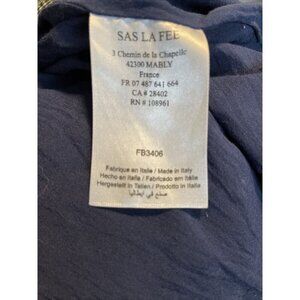 SAS LA FEE
3 Chemin de la Chapelle
42300 MABLY
France
FR 07 487 641 664
CA # 28402
RN # 108961
FB3406
Fabriqué en Italie / Made in Italy
Hecho en Italia / Fabricado em Itália
Hergestellt in Italien / Prodotto in Italia
صنع في ايطاليا